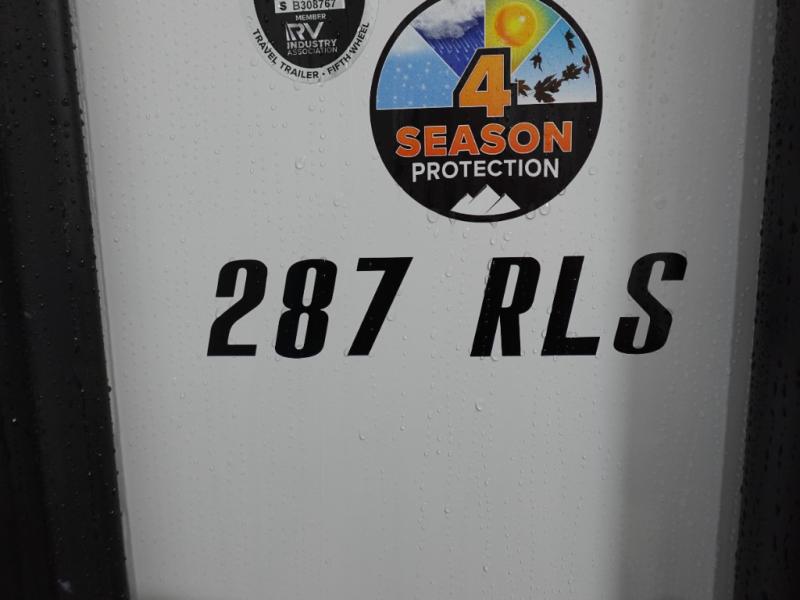 S B308767
MEMBER
RV
INDUSTRY
ASSOCIATION
TRAVEL TRAILER • FIFTH WHEEL
4
SEASON
PROTECTION
287 RLS